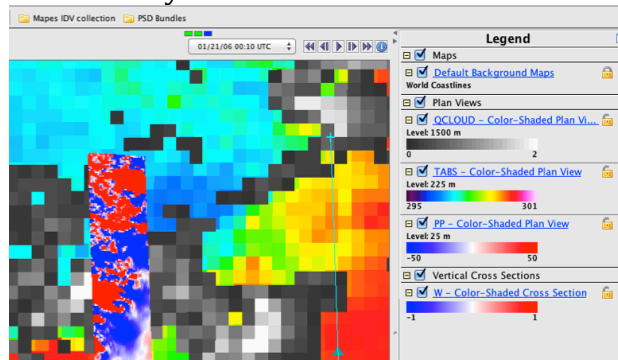 Mapes IDV collection PSD Bundles
01/21/06 00:10 UTC
Legend
Maps
Default Background Maps
World Coastlines
Plan Views
QCLOUD - Color-Shaded Plan Vi...
Level: 1500 m
0 2
TABS - Color-Shaded Plan View
Level: 225 m
295 301
PP - Color-Shaded Plan View
Level: 25 m
-50 50
Vertical Cross Sections
W - Color-Shaded Cross Section
-1 1